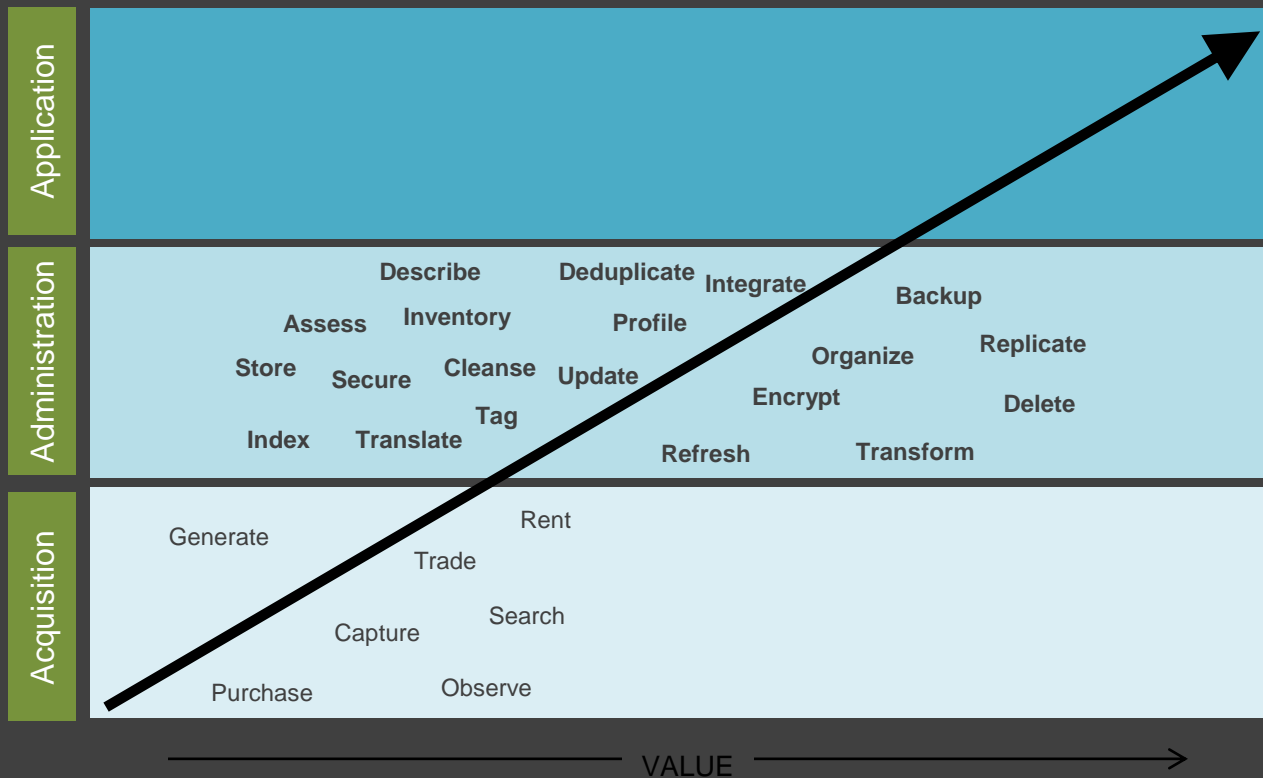 Application
Administration
Describe
Deduplicate
Integrate
Backup
Assess
Inventory
Profile
Organize
Replicate
Store
Secure
Cleanse
Update
Encrypt
Delete
Tag
Index
Translate
Refresh
Transform
Acquisition
Generate
Rent
Trade
Capture
Search
Purchase
Observe
VALUE